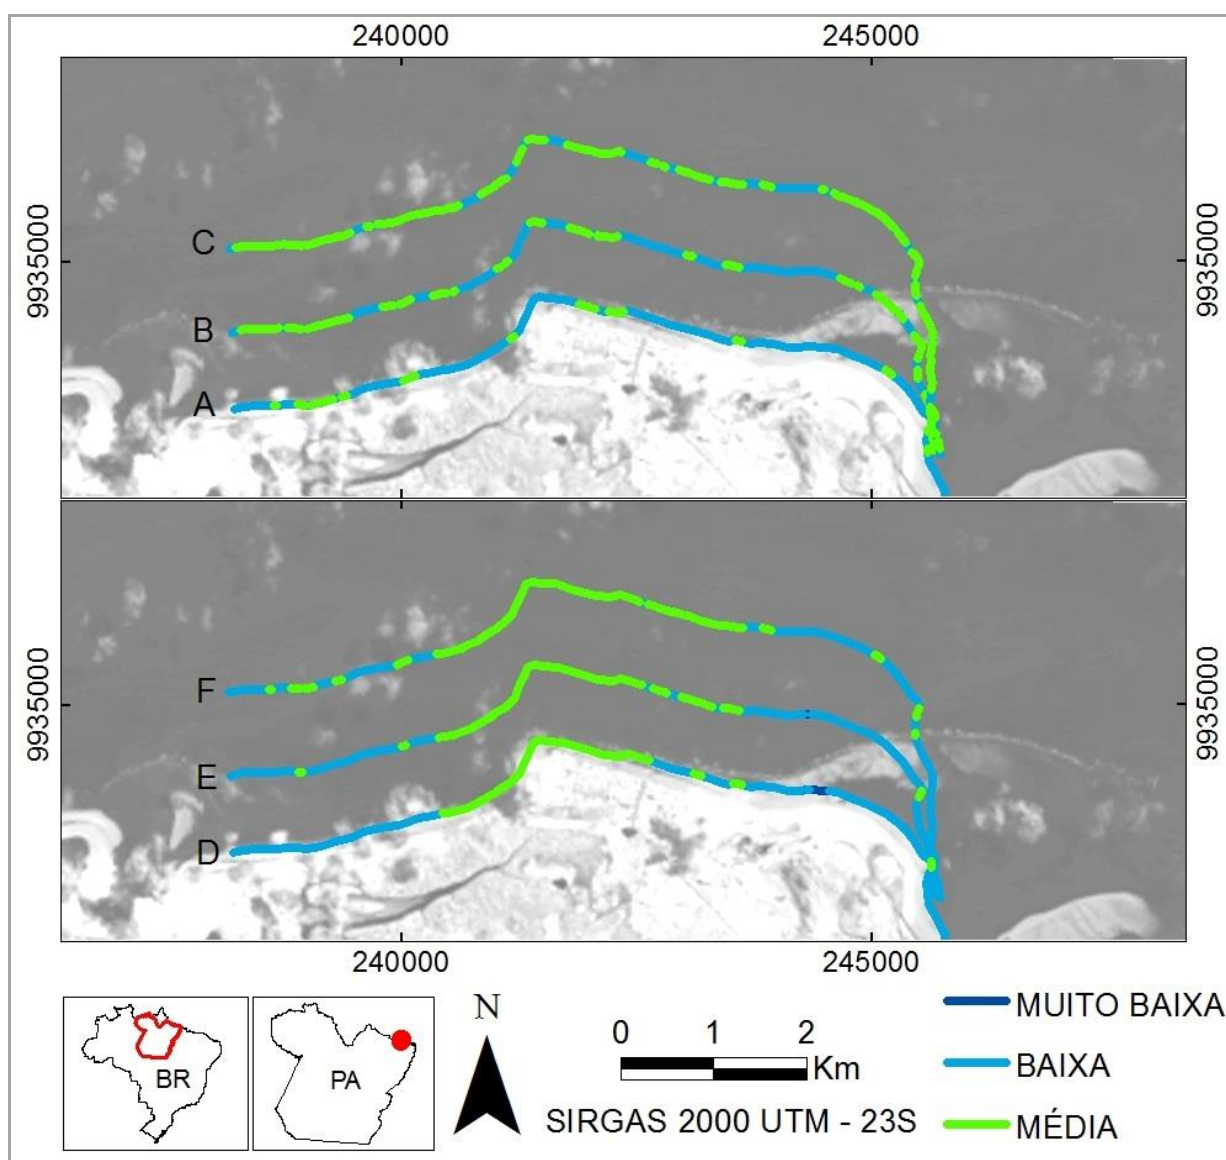 240000 245000
9935000 9935000
C
B
A
9935000 9935000
F
E
D
240000 245000
BR
PA
N
0 1 2
Km
SIRGAS 2000 UTM - 23S
MUITO BAIXA
BAIXA
MÉDIA